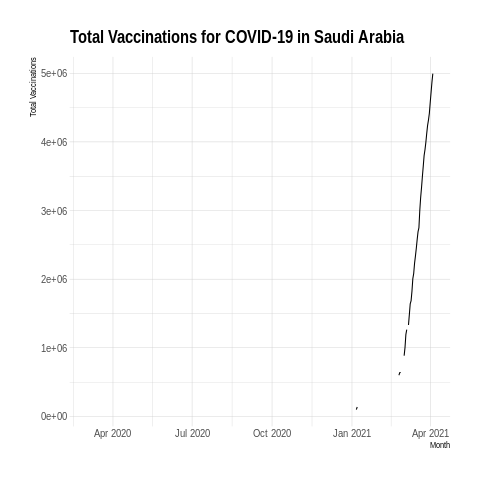 Total Vaccinations for COVID-19 in Saudi Arabia
Total Vaccinations
5e+06
4e+06
3e+06
2e+06
1e+06
0e+00
Apr 2020 Jul 2020 Oct 2020 Jan 2021 Apr 2021
Month